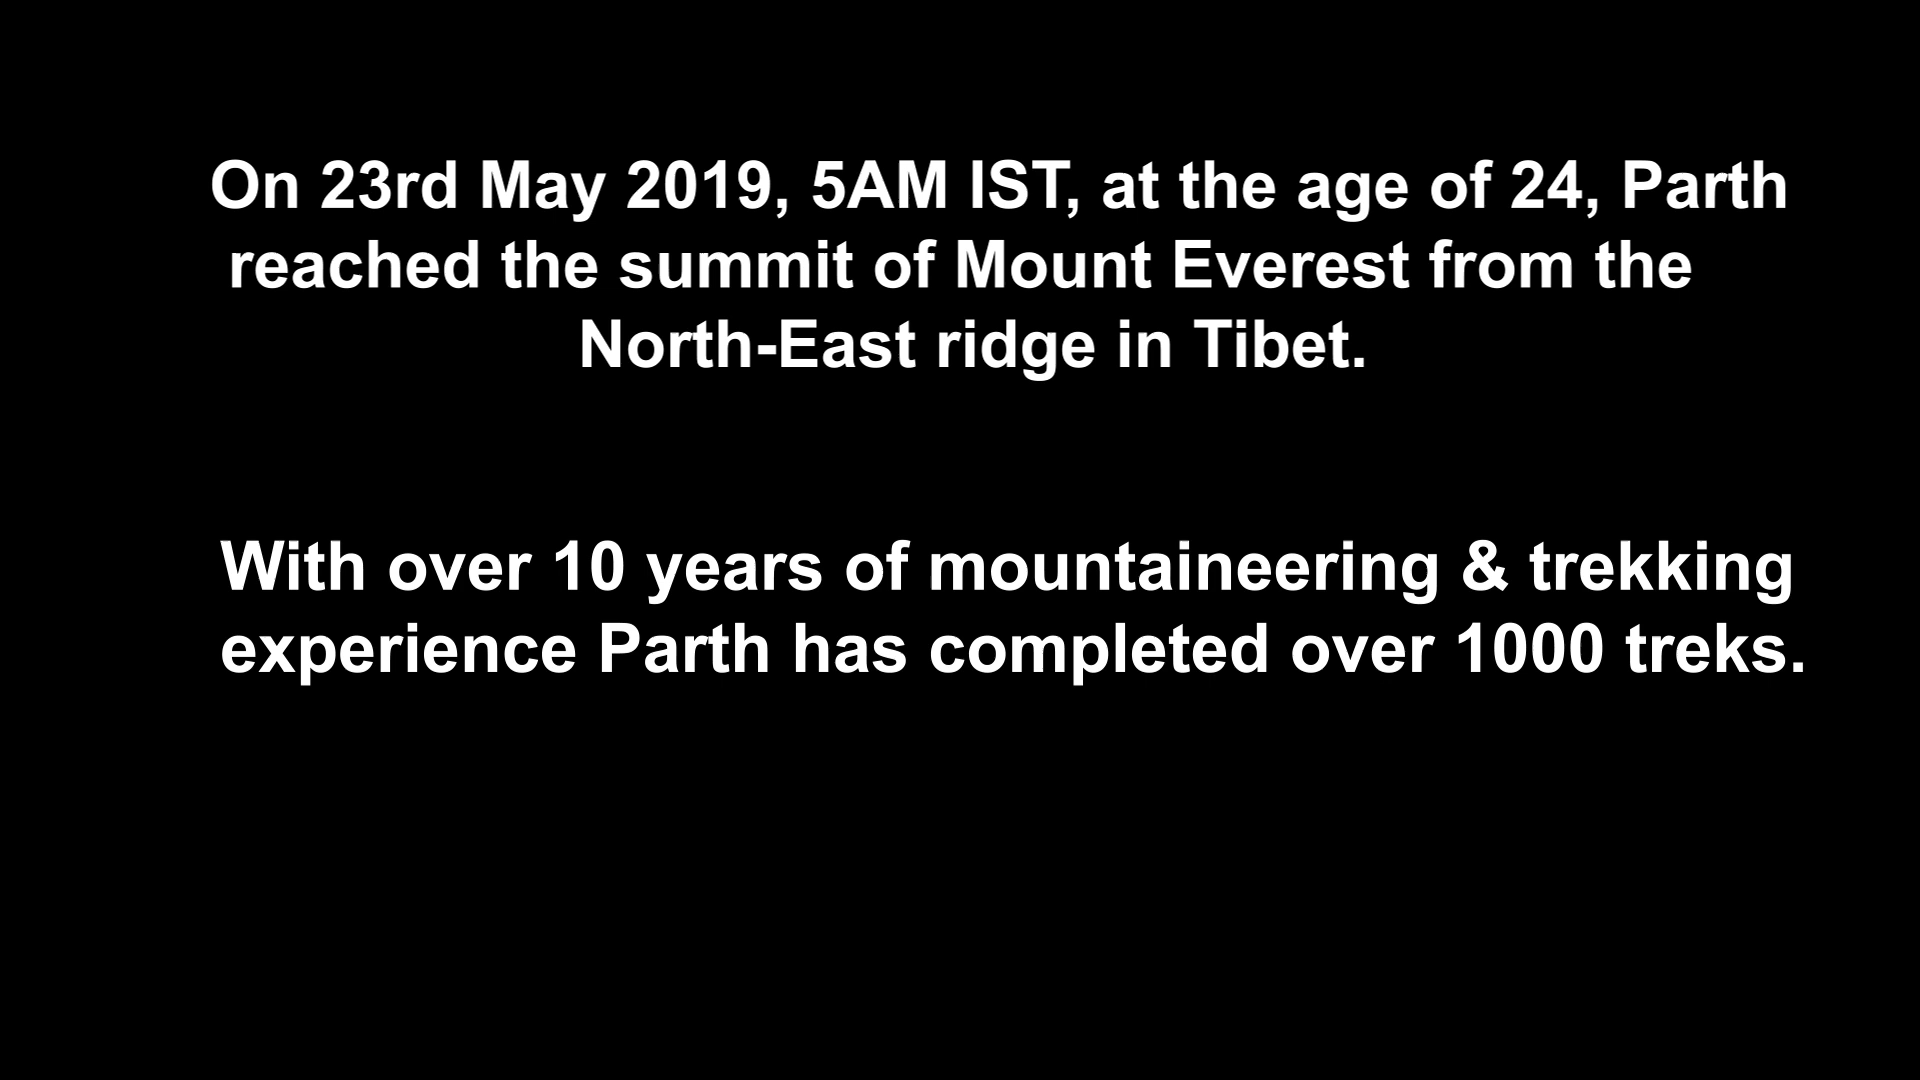 On 23rd May 2019, 5AM IST, at the age of 24, Parth
reached the summit of Mount Everest from the
North-East ridge in Tibet.
With over 10 years of mountaineering & trekking
experience Parth has completed over 1000 treks.